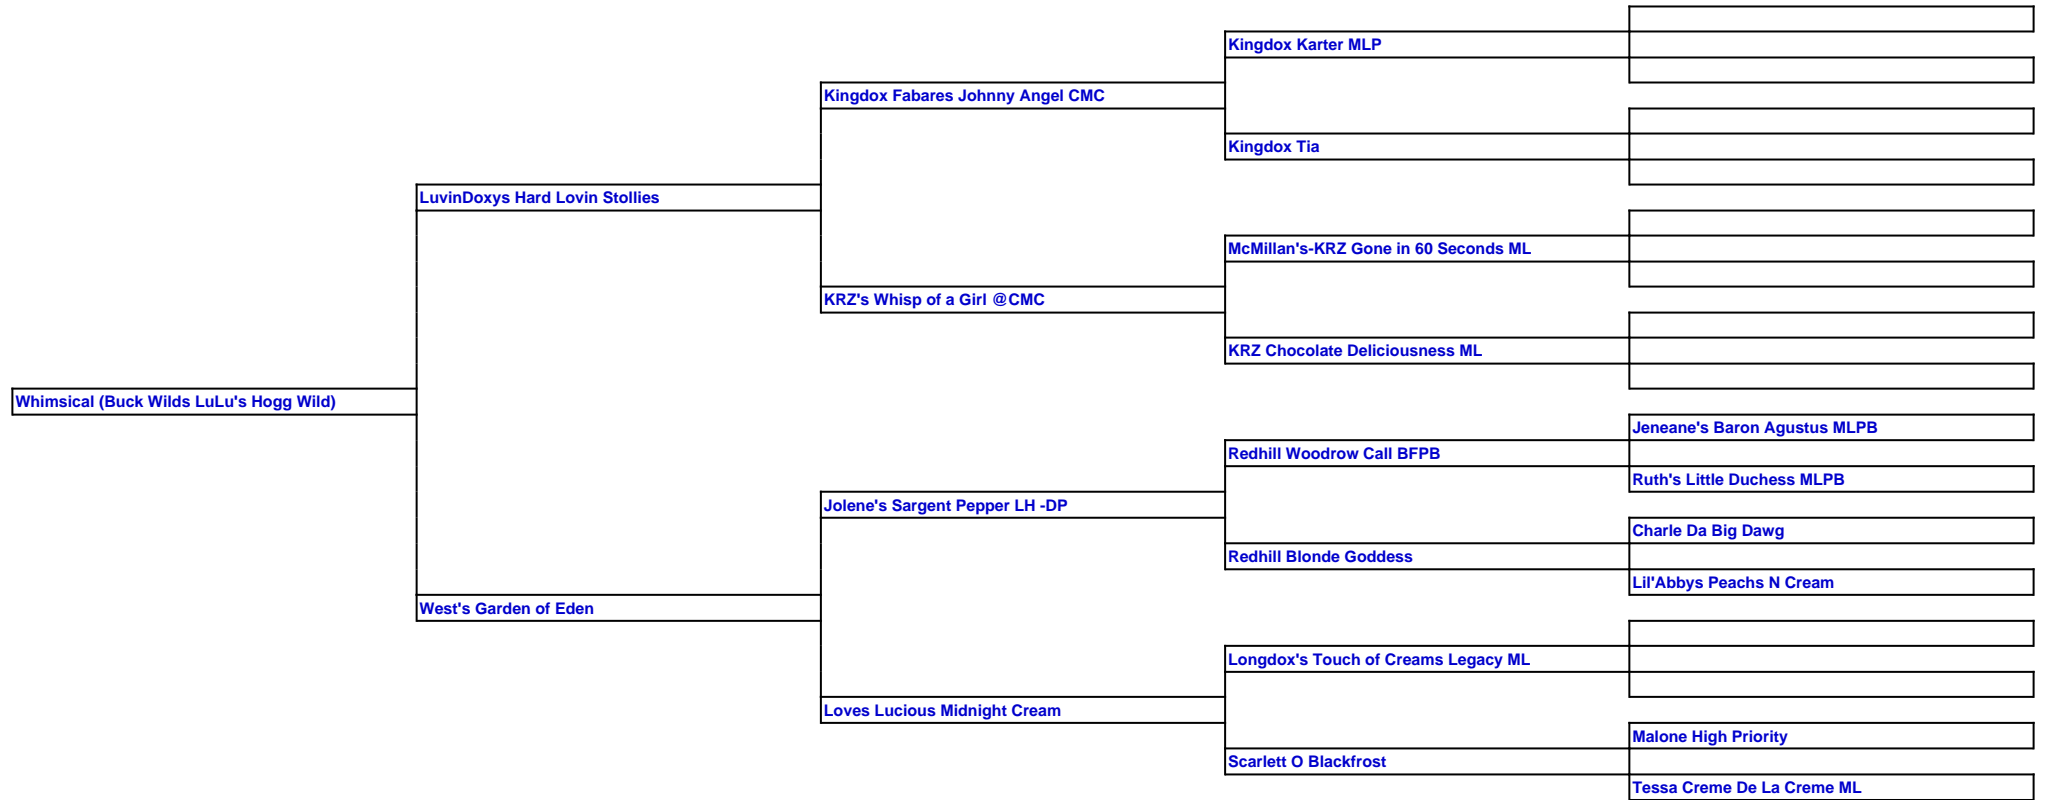 Kingdox Karter MLP
Kingdox Fabares Johnny Angel CMC
Kingdox Tia
LuvinDoxys Hard Lovin Stollies
McMillan's-KRZ Gone in 60 Seconds ML
KRZ's Whisp of a Girl @CMC
KRZ Chocolate Deliciousness ML
Whimsical (Buck Wilds LuLu's Hogg Wild)
Jeneane's Baron Agustus MLPB
Redhill Woodrow Call BFPB
Ruth's Little Duchess MLPB
Jolene's Sargent Pepper LH -DP
Charle Da Big Dawg
Redhill Blonde Goddess
Lil'Abbys Peachs N Cream
West's Garden of Eden
Longdox's Touch of Creams Legacy ML
Loves Lucious Midnight Cream
Malone High Priority
Scarlett O Blackfrost
Tessa Creme De La Creme ML